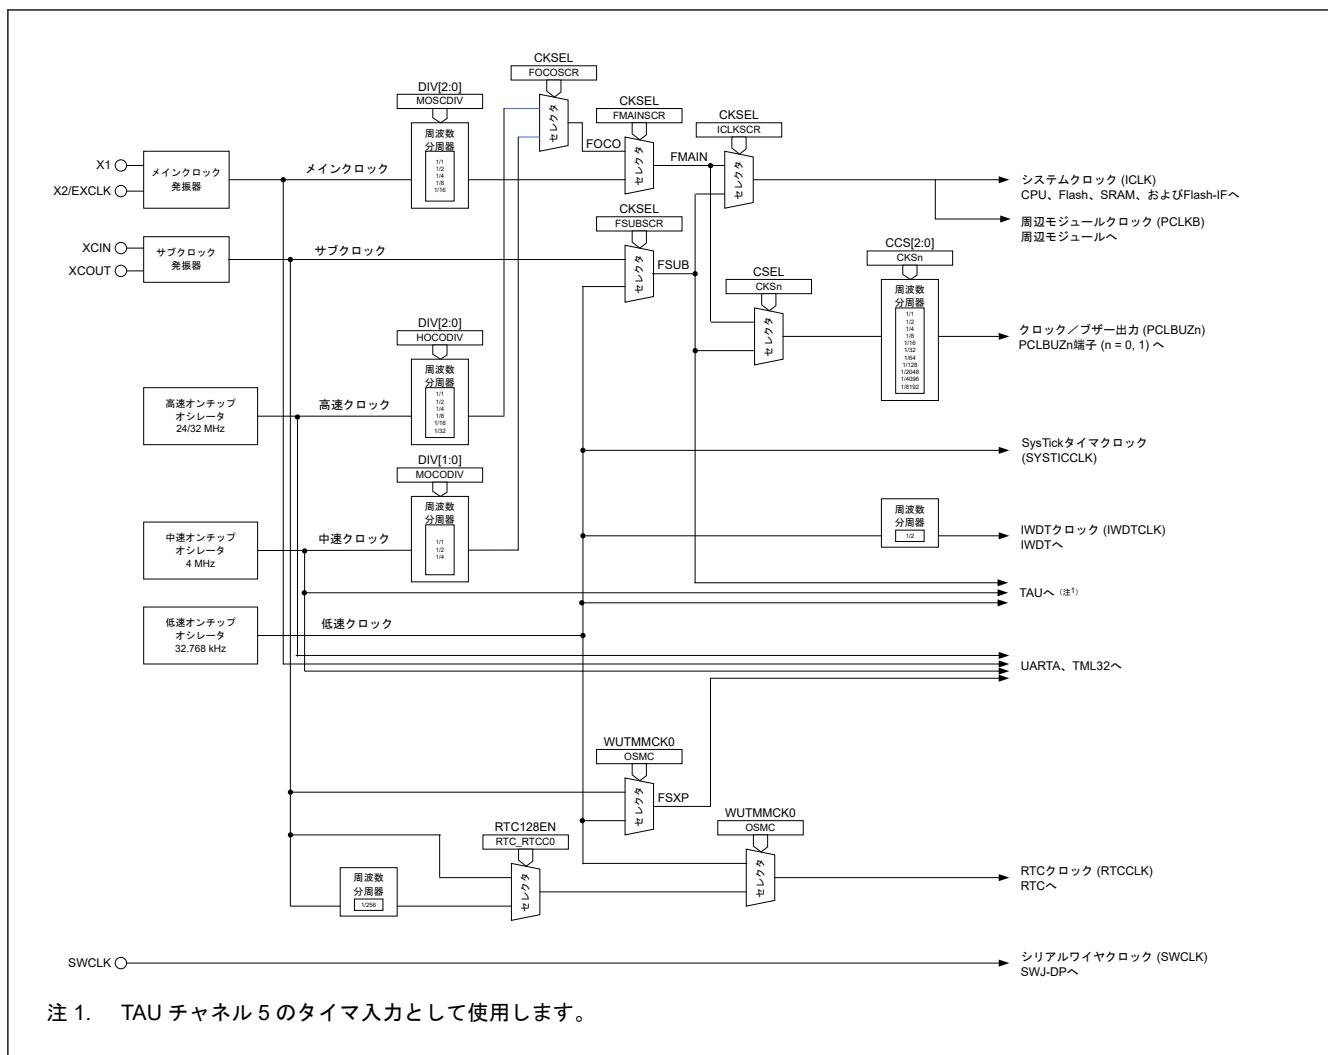 CKSEL
FOCOSCR
セレクタ
DIV[2:0]
MOSCDIV
周波数
分周器
1/1
1/2
1/4
1/8
1/16
CKSEL
FMAINSCR
セレクタ
CKSEL
ICLKSCR
セレクタ
FOCO
FMAIN
X1
X2/EXCLK
メインクロック
発振器
メインクロック
システムクロック (ICLK)
CPU、Flash、SRAM、およびFlash-IFへ
周辺モジュールクロック (PCLKB)
周辺モジュールへ
XCIN
XCOUT
サブクロック
発振器
サブクロック
CKSEL
FSUBSCR
セレクタ
FSUB
CSEL
CKSn
セレクタ
CCS[2:0]
CKSn
周波数
分周器
1/1
1/2
1/4
1/8
1/16
1/32
1/64
1/128
1/2048
1/4096
1/8192
クロック／ブザー出力 (PCLBUZn)
PCLBUZn端子 (n = 0, 1) へ
DIV[2:0]
HOCODIV
周波数
分周器
1/1
1/2
1/4
1/8
1/16
1/32
高速オンチップ
オシレータ
24/32 MHz
高速クロック
SysTickタイマクロック
(SYSTICCLK)
DIV[1:0]
MOCODIV
周波数
分周器
1/1
1/2
1/4
中速オンチップ
オシレータ
4 MHz
中速クロック
周波数
分周器
1/2
IWDTクロック (IWDTCLK)
IWDTへ
TAUへ (注1)
低速オンチップ
オシレータ
32.768 kHz
低速クロック
UARTA、TML32へ
WUTMMCK0
OSMC
セレクタ
FSXP
RTC128EN
RTC_RTCC0
セレクタ
WUTMMCK0
OSMC
セレクタ
周波数
分周器
1/256
RTCクロック (RTCCLK)
RTCへ
SWCLK
シリアルワイヤクロック (SWCLK)
SWJ-DPへ
注 1. TAU チャネル 5 のタイマ入力として使用します。